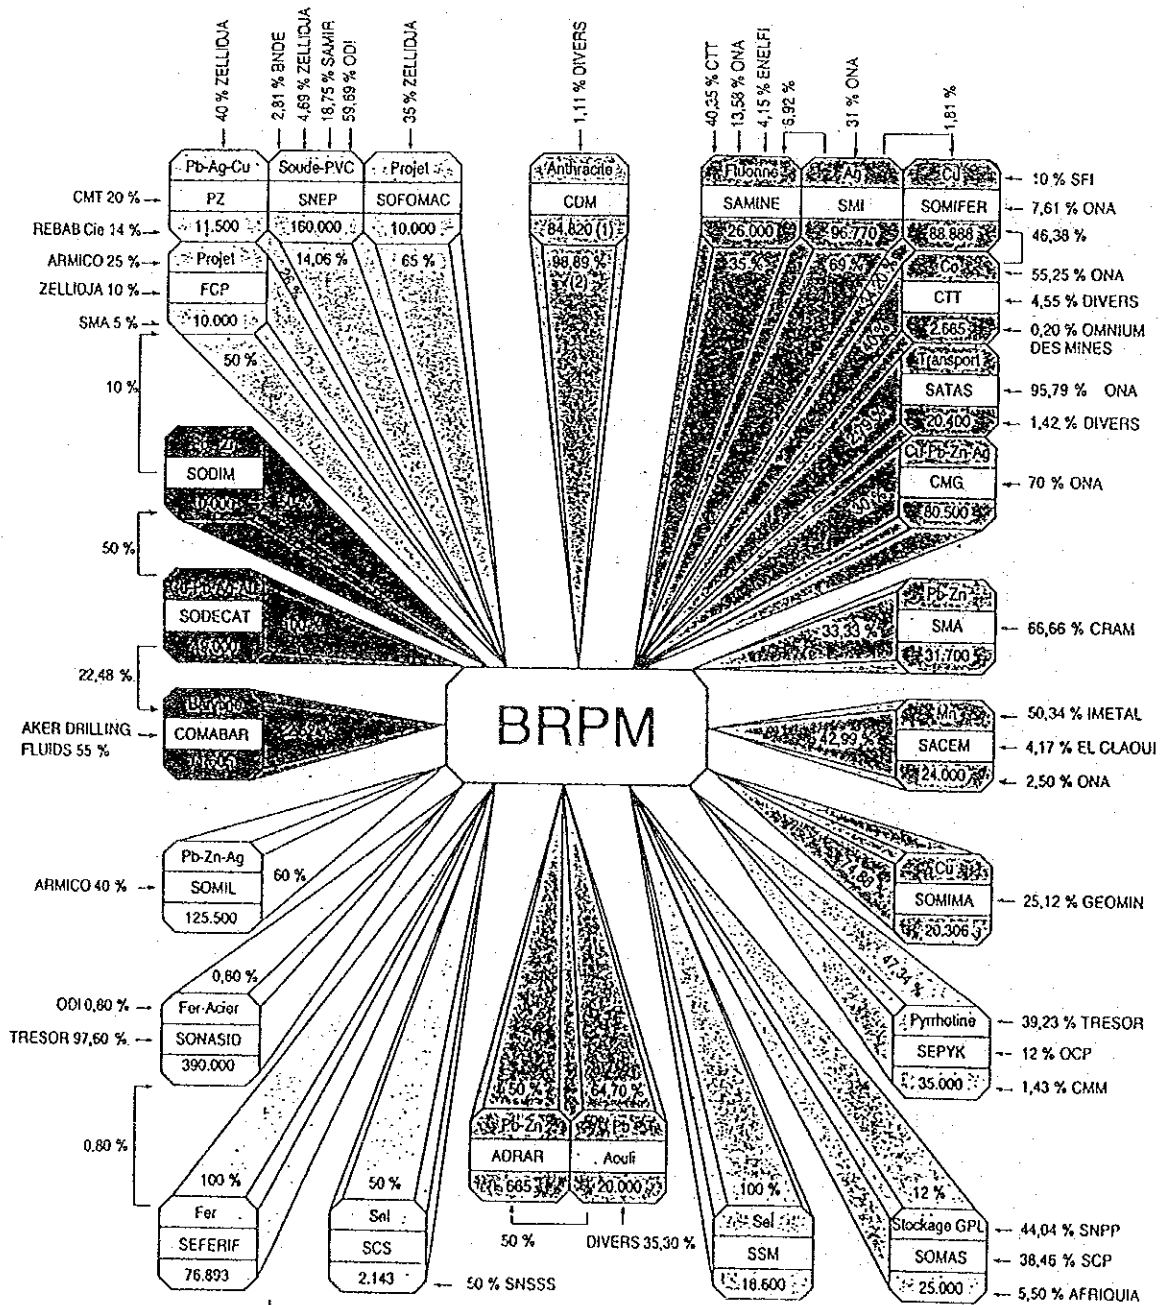 40 % ZELLIDJA
2,81 % BNDE
4,69 % ZELLIDJA
18,75 % SAMIR
59,69 % ODI
35 % ZELLIDJA
1,11 % DIVERS
40,35 % CTT
13,58 % ONA
4,15 % ENELFI
6,92 %
31 % ONA
1,81 %
CMT 20 %
REBAB Cie 14 %
Pb-Ag-Cu
PZ
11.500
Soude-PVC
SNEP
160.000
14,06 %
Projet
SOFOMAC
10.000
65 %
Anthracite
CDM
84.820 (1)
98,89 %
(2)
SAMINE
26.000
35 %
SMI
96.770
69 %
SOMIFER
88.888
10 % SFI
7,61 % ONA
46,38 %
ARMICO 25 %
ZELLIDJA 10 %
SMA 5 %
Projet
FCP
10.000
50 %
10 %
Co
CTT
2.685
55,25 % ONA
4,55 % DIVERS
0,20 % OMNIUM
DES MINES
Transport
SATAS
20.400
95,79 % ONA
1,42 % DIVERS
SODIM
50 %
Cu-Pb-Zn-Ag
CMG
80.500
70 % ONA
SODECAT
22,48 %
33,33 %
Pb-Zn
SMA
31.700
66,66 % CRAM
AKER DRILLING
FLUIDS 55 %
COMABAR
BRPM
42,99 %
Mn
SACEM
24.000
50,34 % IMETAL
4,17 % EL CLAOUI
2,50 % ONA
ARMICO 40 %
Pb-Zn-Ag
SOMIL
125.500
60 %
Cu
SOMIMA
20.306
25,12 % GEOMIN
ODI 0,80 %
TRESOR 97,60 %
0,80 %
Fer-Acier
SONASID
390.000
47,34 %
Pyrrhotine
SEPYK
35.000
39,23 % TRESOR
12 % OCP
1,43 % CMM
0,80 %
50 %
Pb-Zn
AORAR
50 %
Pb
Aouli
20.000
DIVERS 35,30 %
100 %
Fer
SEFERIF
76.893
50 %
Sel
SCS
2.143
50 % SNSSS
100 %
Sel
SSM
18.600
12 %
Stockage GPL
SOMAS
25.000
44,04 % SNPP
38,46 % SCP
5,50 % AFRIQUIA